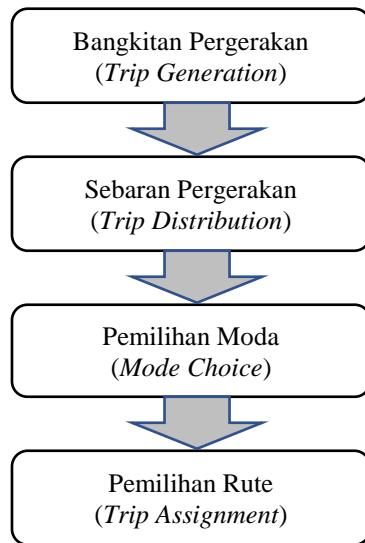 Bangkitan Pergerakan
(Trip Generation)
Sebaran Pergerakan
(Trip Distribution)
Pemilihan Moda
(Mode Choice)
Pemilihan Rute
(Trip Assignment)